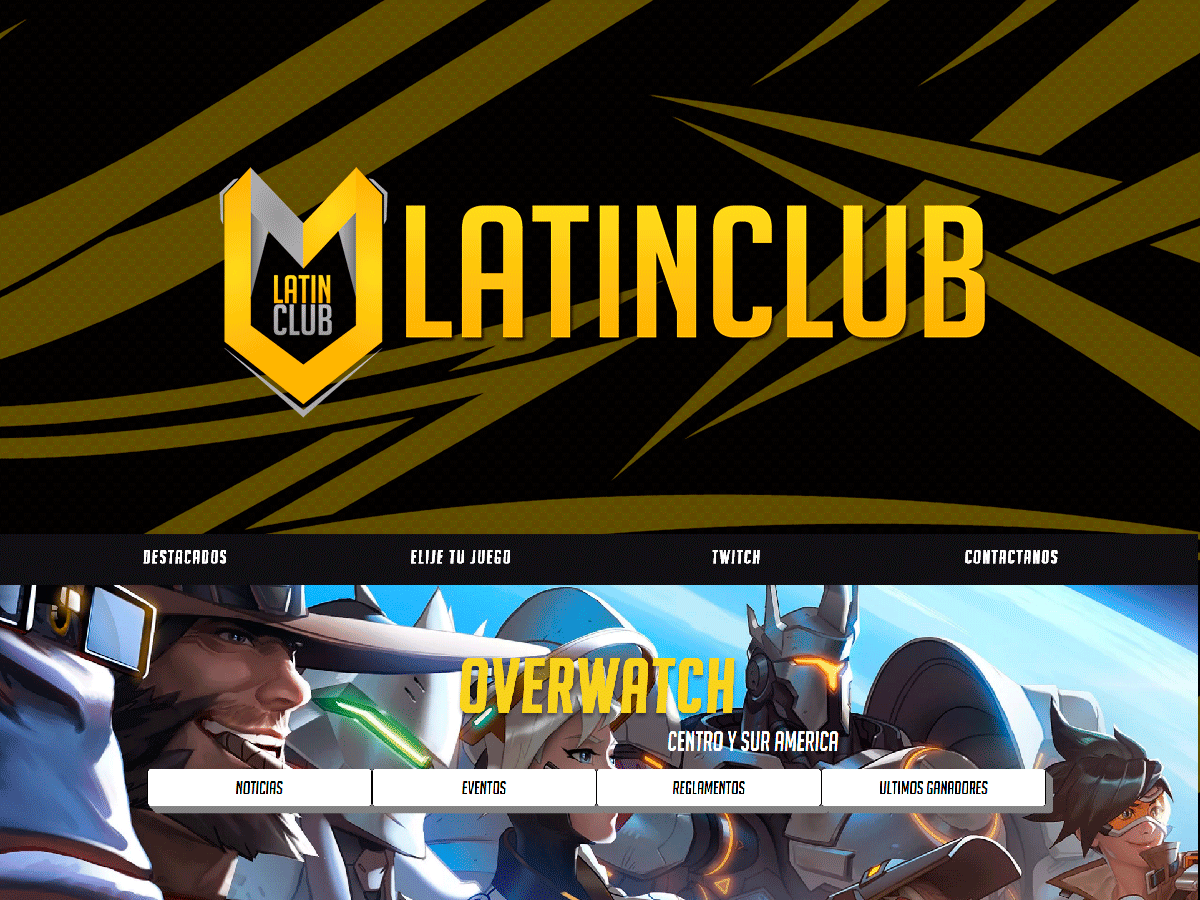 LATIN
CLUB
LATINCLUB
DESTACADOS
ELIJE TU JUEGO
TWITCH
CONTACTANOS
OVERWATCH
CENTRO Y SUR AMERICA
NOTICIAS
EVENTOS
REGLAMENTOS
ULTIMOS GANADORES